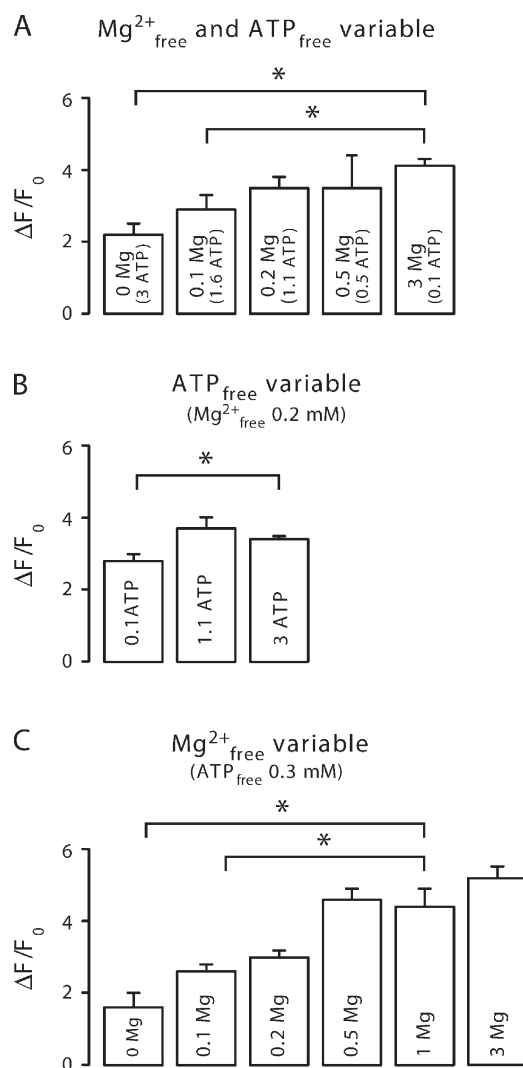 A Mg²⁺free and ATPfree variable
*
*
6
4
2
0
ΔF/F0
0 Mg
(3 ATP)
0.1 Mg
(1.6 ATP)
0.2 Mg
(1.1 ATP)
0.5 Mg
(0.5 ATP)
3 Mg
(0.1 ATP)
B ATPfree variable
(Mg²⁺free 0.2 mM)
*
6
4
2
0
ΔF/F0
0.1ATP
1.1 ATP
3 ATP
C Mg²⁺free variable
(ATPfree 0.3 mM)
*
*
6
4
2
0
ΔF/F0
0 Mg
0.1 Mg
0.2 Mg
0.5 Mg
1 Mg
3 Mg